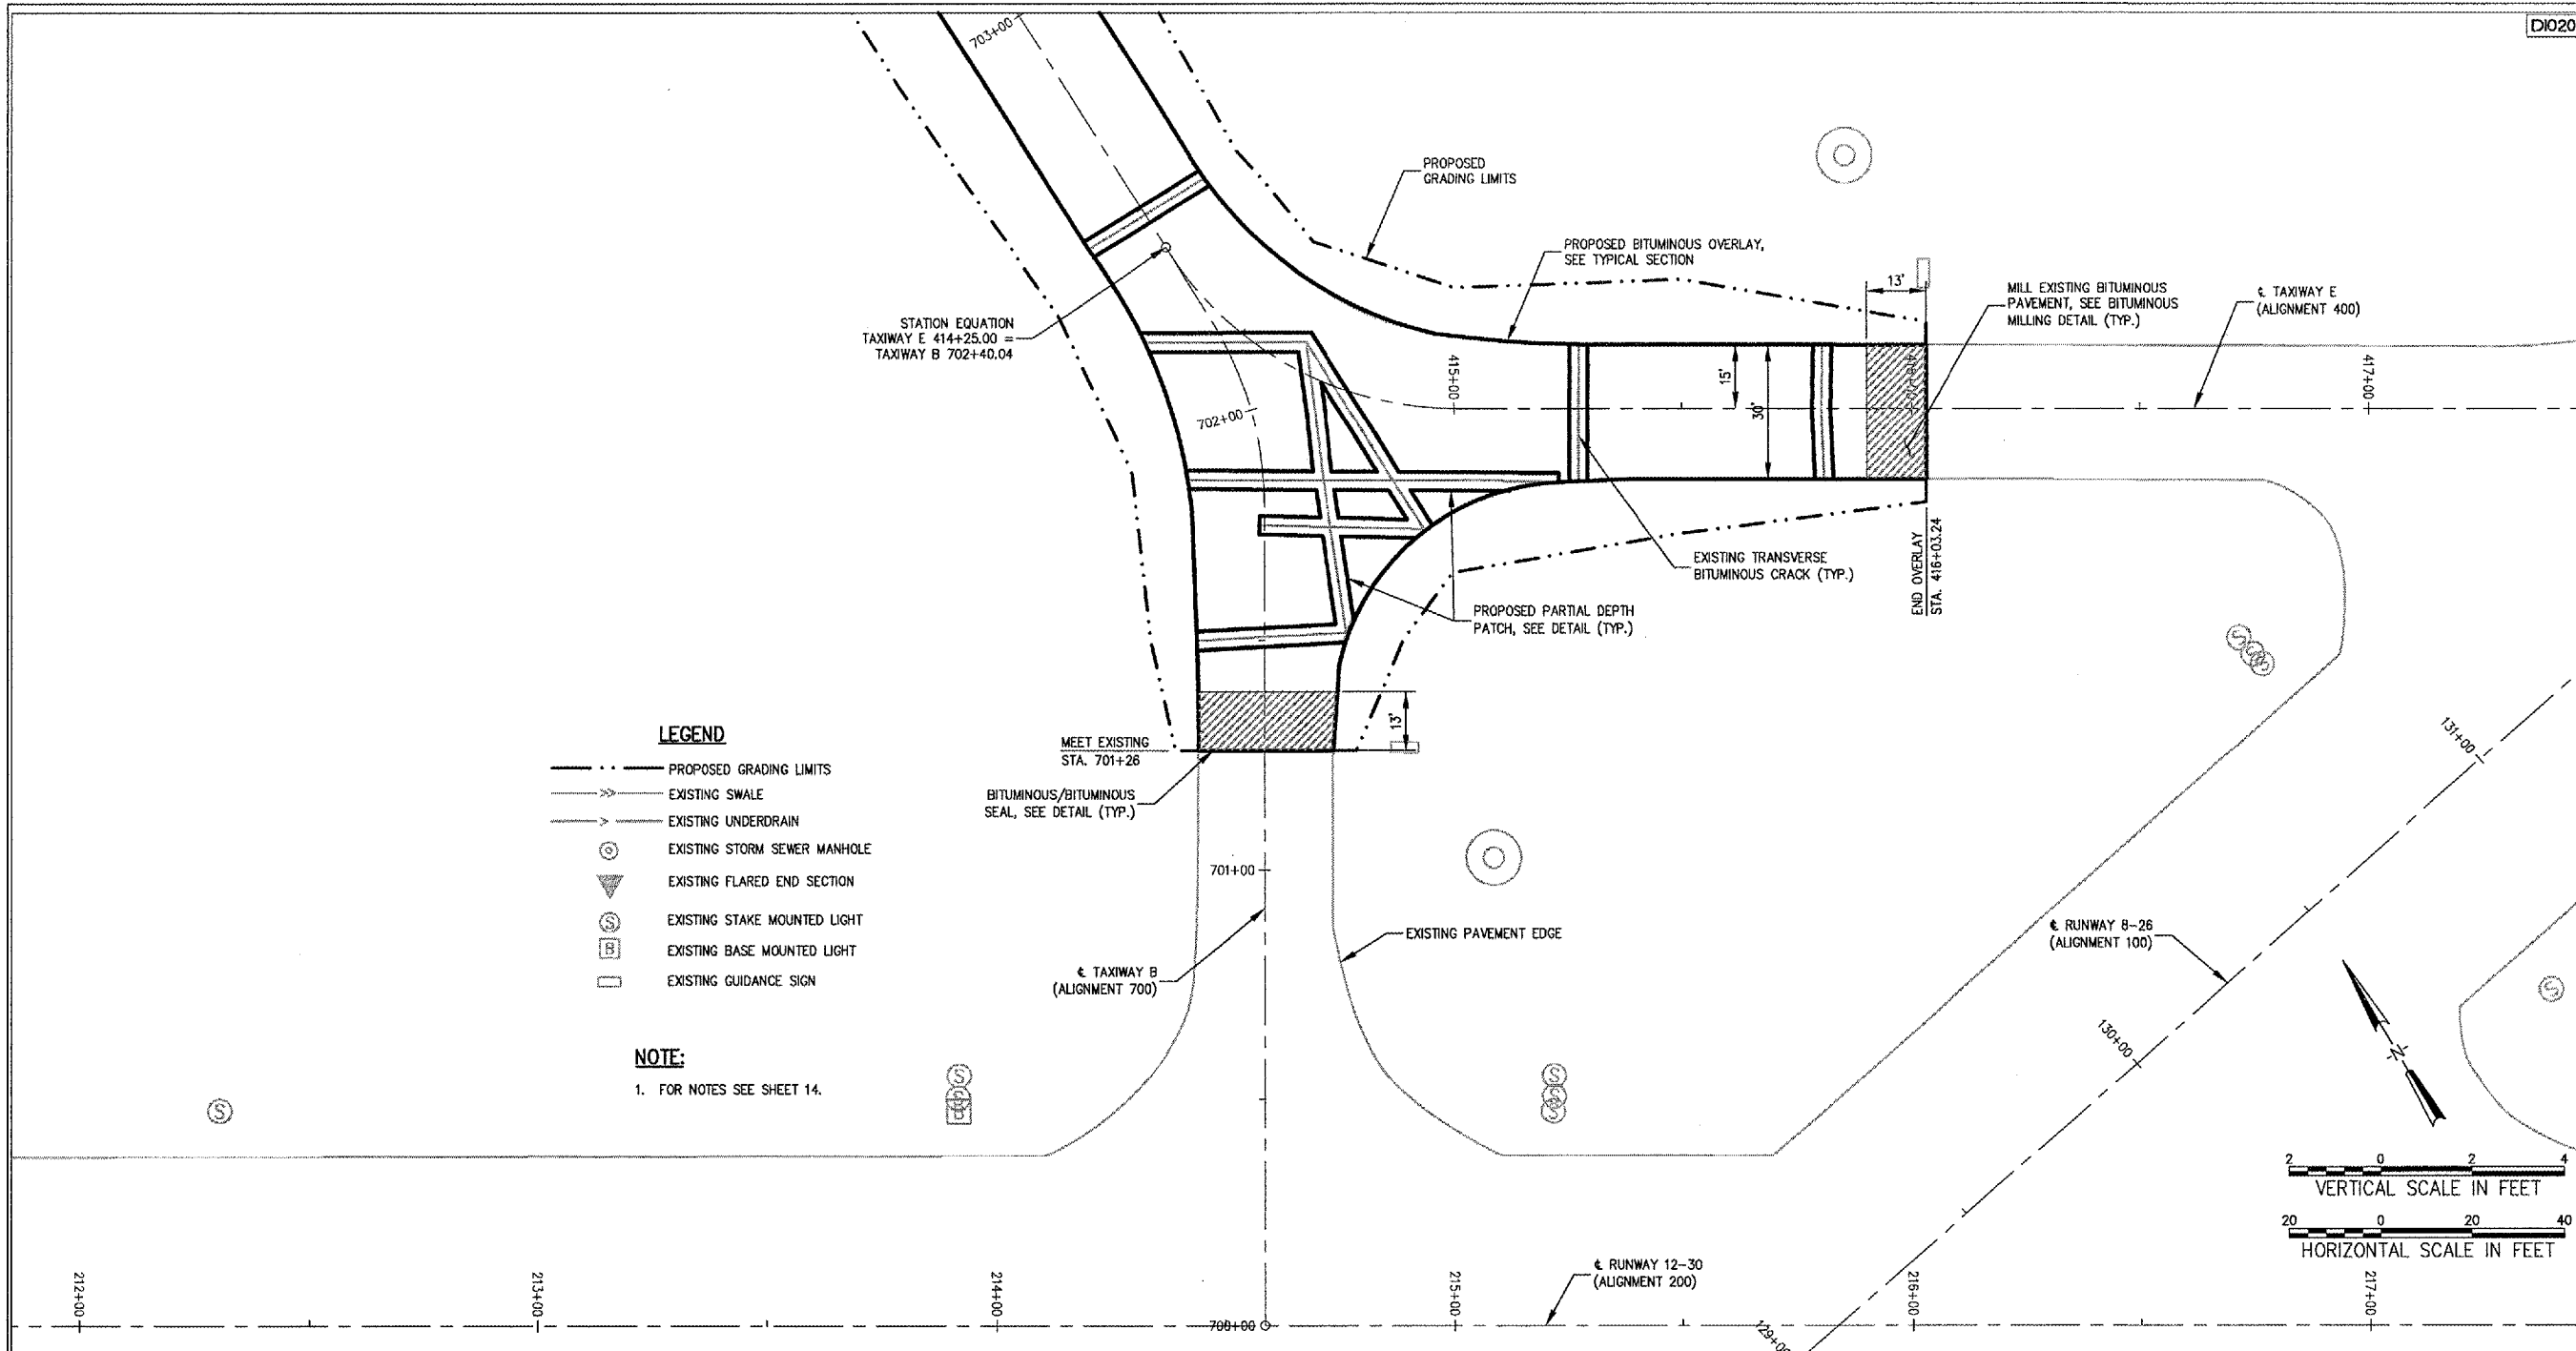 DI020
703+00
PROPOSED
GRADING LIMITS
PROPOSED BITUMINOUS OVERLAY,
SEE TYPICAL SECTION
13'
MILL EXISTING BITUMINOUS
PAVEMENT, SEE BITUMINOUS
MILLING DETAIL (TYP.)
℄ TAXIWAY E
(ALIGNMENT 400)
STATION EQUATION
TAXIWAY E 414+25.00 =
TAXIWAY B 702+40.04
702+00
415+00
15'
30'
417+00
EXISTING TRANSVERSE
BITUMINOUS CRACK (TYP.)
END OVERLAY
STA. 416+03.24
PROPOSED PARTIAL DEPTH
PATCH, SEE DETAIL (TYP.)
13'
MEET EXISTING
STA. 701+26
BITUMINOUS/BITUMINOUS
SEAL, SEE DETAIL (TYP.)
LEGEND
PROPOSED GRADING LIMITS
EXISTING SWALE
EXISTING UNDERDRAIN
EXISTING STORM SEWER MANHOLE
EXISTING FLARED END SECTION
S EXISTING STAKE MOUNTED LIGHT
B EXISTING BASE MOUNTED LIGHT
EXISTING GUIDANCE SIGN
NOTE:
1. FOR NOTES SEE SHEET 14.
701+00
℄ TAXIWAY B
(ALIGNMENT 700)
EXISTING PAVEMENT EDGE
131+00
130+00
129+00
℄ RUNWAY 8-26
(ALIGNMENT 100)
S
S
S
S
S
S
S
S
N
2 0 2 4
VERTICAL SCALE IN FEET
20 0 20 40
HORIZONTAL SCALE IN FEET
℄ RUNWAY 12-30
(ALIGNMENT 200)
212+00
213+00
214+00
700+00
215+00
216+00
217+00